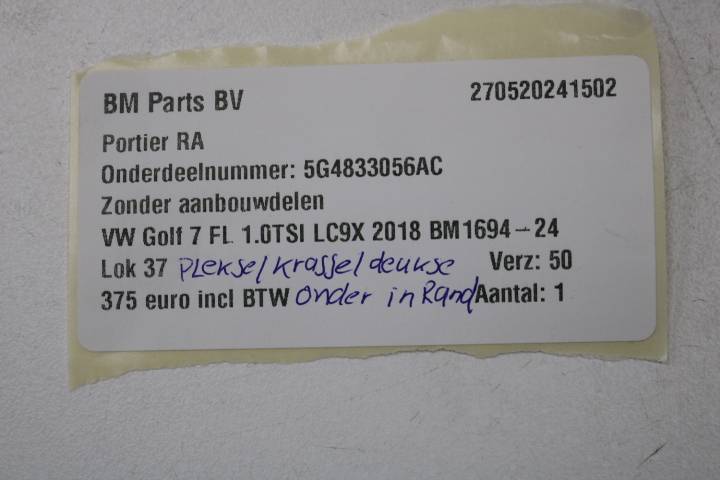 BM Parts BV 270520241502
Portier RA
Onderdeelnummer: 5G4833056AC
Zonder aanbouwdelen
VW Golf 7 FL 1.0TSI LC9X 2018 BM1694-24
Lok 37 PLekse/krasse/deukse Verz: 50
375 euro incl BTW onder in Rand Aantal: 1